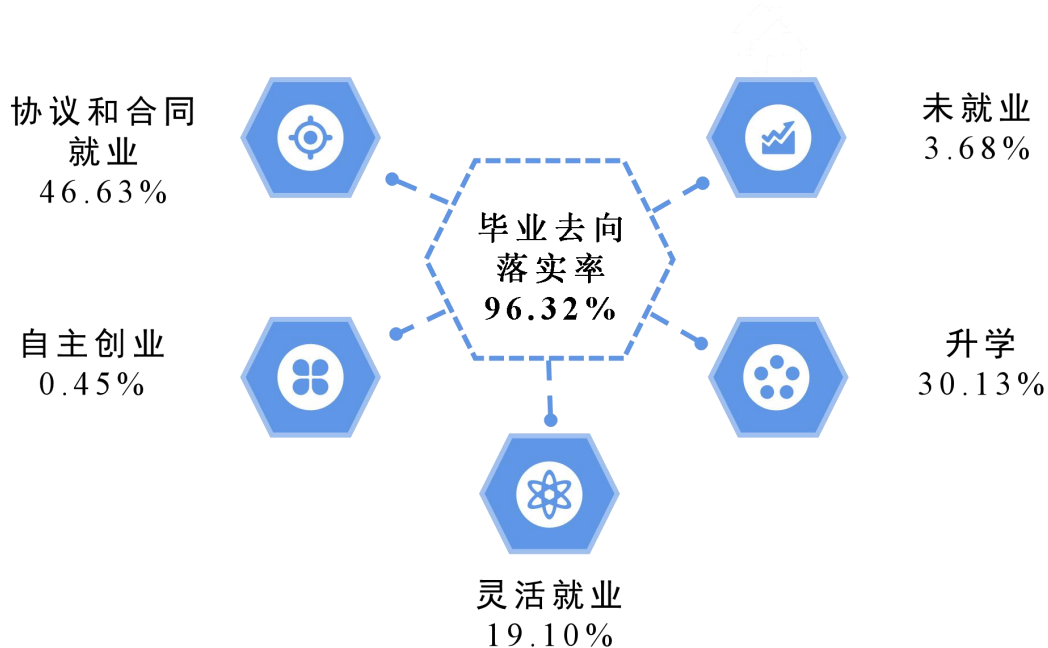 协议和合同
就业
46.63%
未就业
3.68%
毕业去向
落实率
96.32%
自主创业
0.45%
升学
30.13%
灵活就业
19.10%